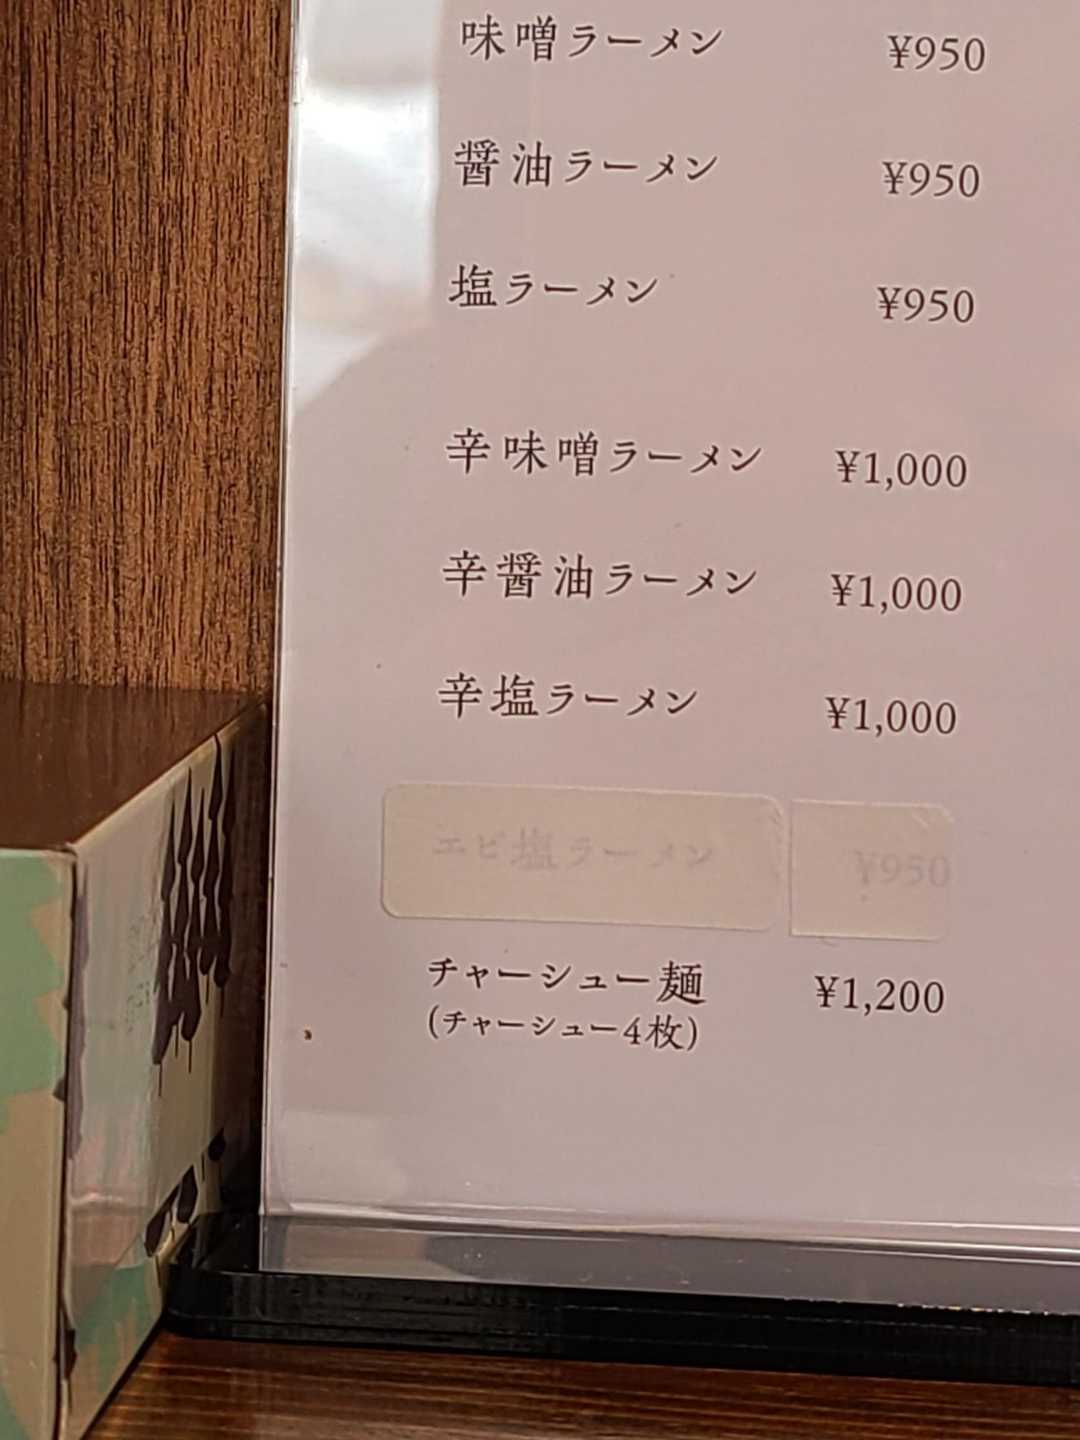 味噌ラーメン ¥950
醤油ラーメン ¥950
塩ラーメン ¥950
辛味噌ラーメン ¥1,000
辛醤油ラーメン ¥1,000
辛塩ラーメン ¥1,000
エビ塩ラーメン ¥950
チャーシュー麺 ¥1,200
(チャーシュー4枚)